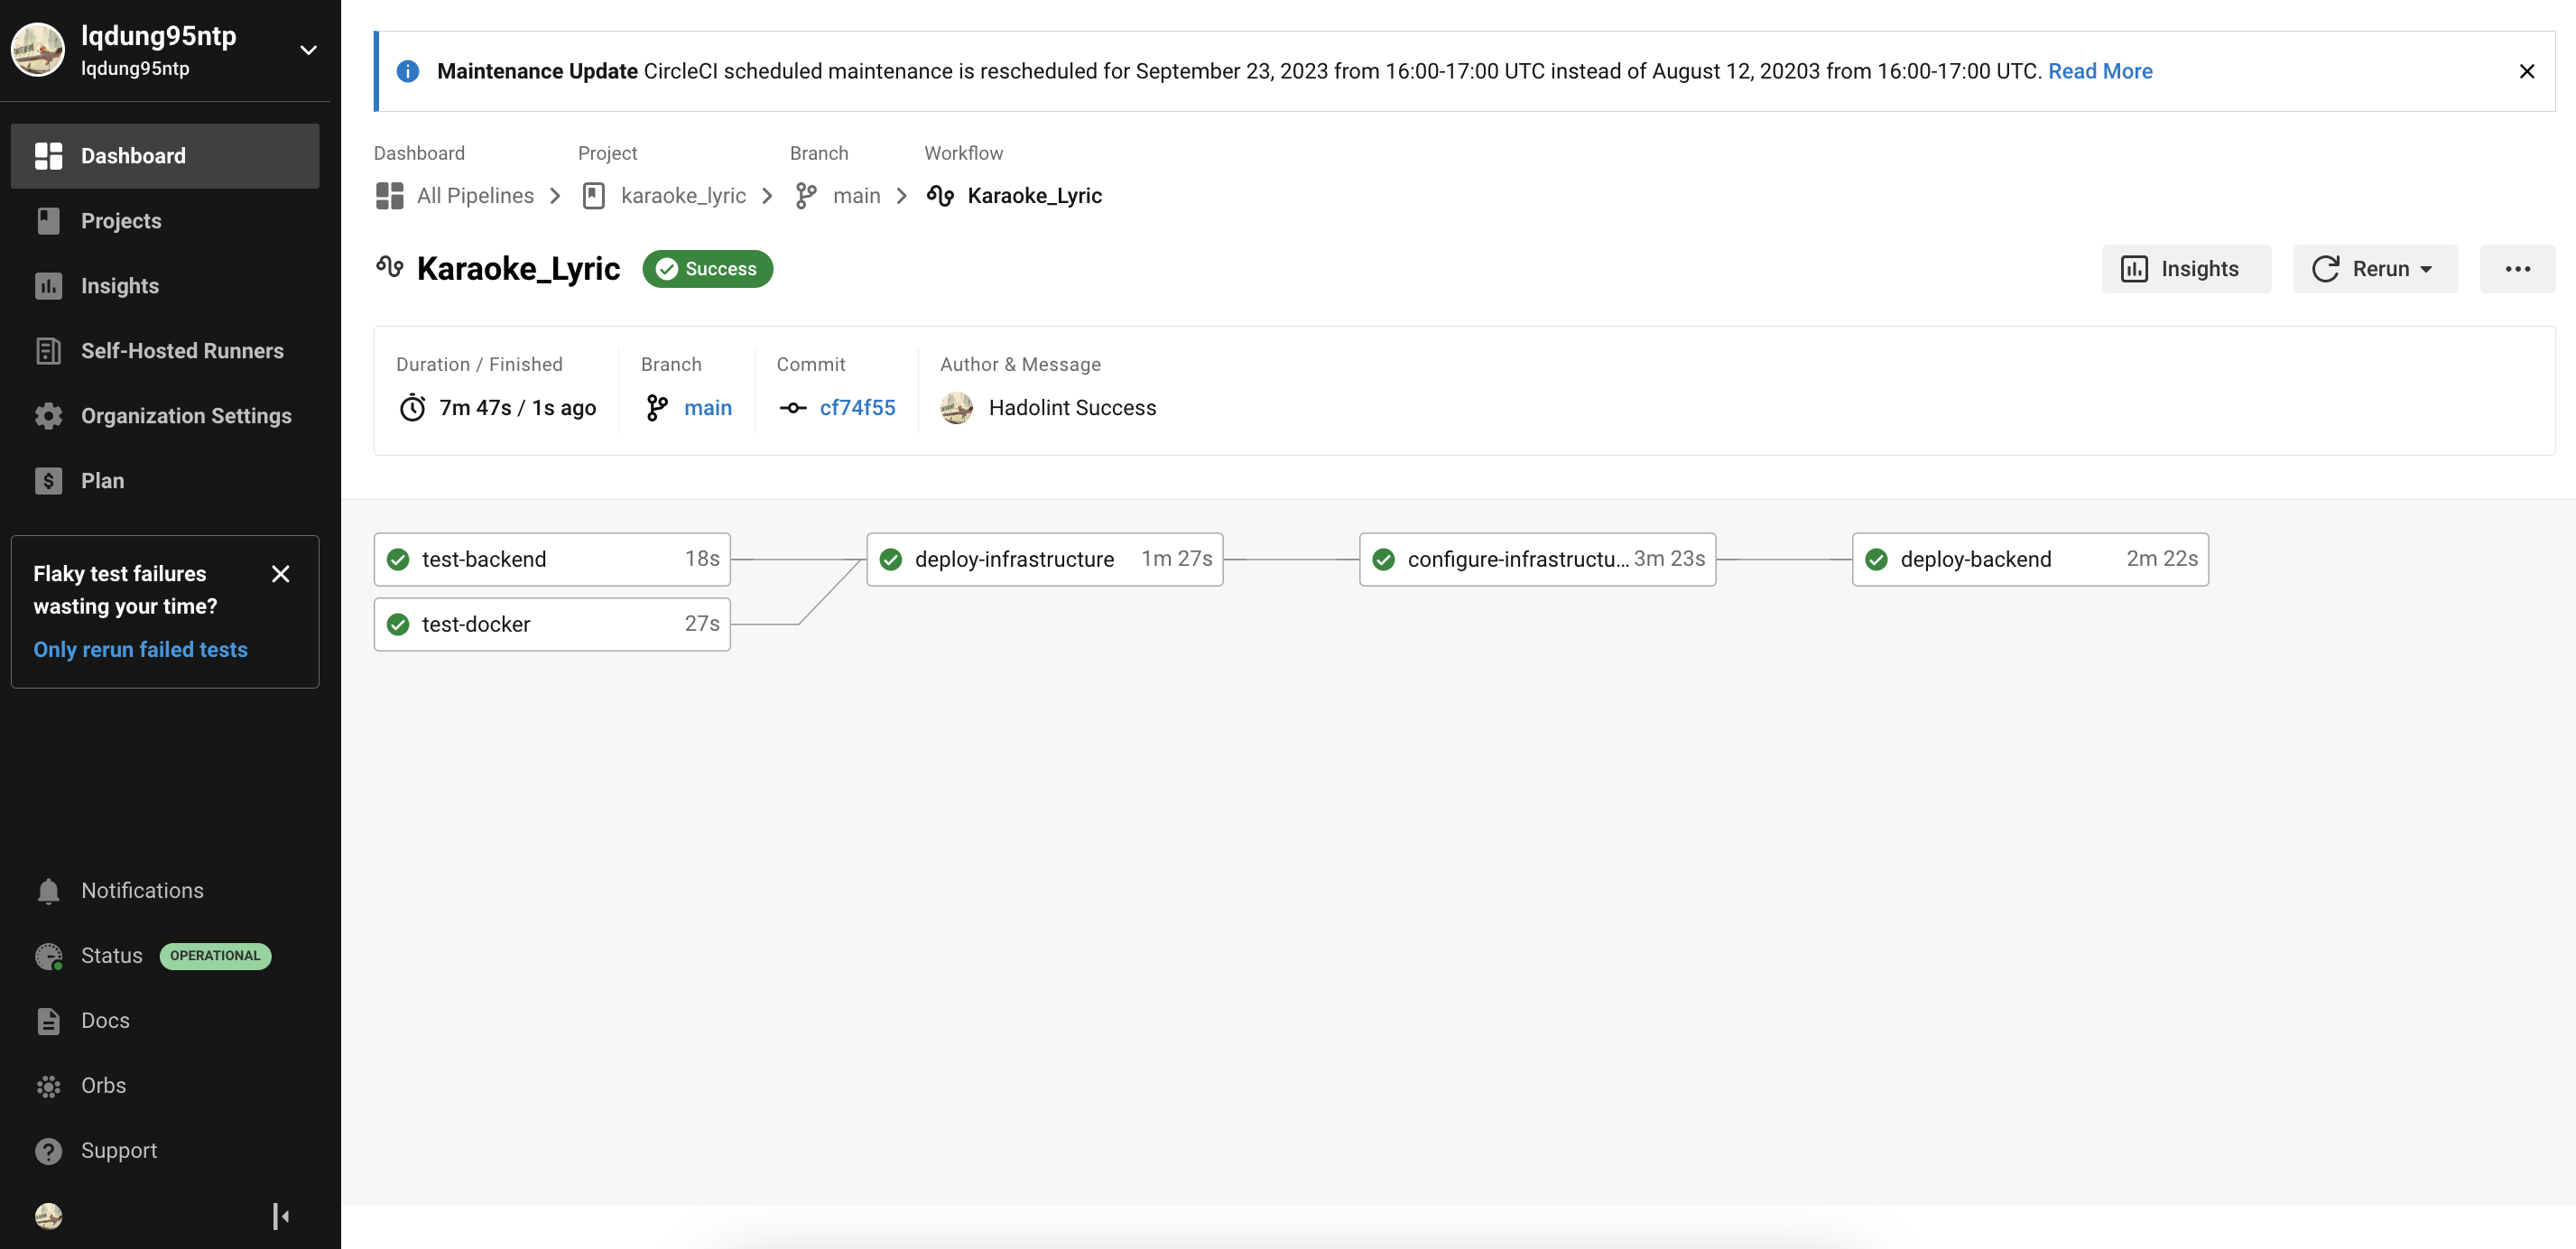 lqdung95ntp
lqdung95ntp
Dashboard
Projects
Insights
Self-Hosted Runners
Organization Settings
Plan
Flaky test failures
wasting your time?
Only rerun failed tests
Notifications
Status OPERATIONAL
Docs
Orbs
Support
Maintenance Update CircleCI scheduled maintenance is rescheduled for September 23, 2023 from 16:00-17:00 UTC instead of August 12, 20203 from 16:00-17:00 UTC. Read More
Dashboard Project Branch Workflow
All Pipelines karaoke_lyric main Karaoke_Lyric
Karaoke_Lyric Success Insights Rerun
Duration / Finished Branch Commit Author & Message
7m 47s / 1s ago main cf74f55 Hadolint Success
test-backend 18s deploy-infrastructure 1m 27s configure-infrastructu... 3m 23s deploy-backend 2m 22s
test-docker 27s